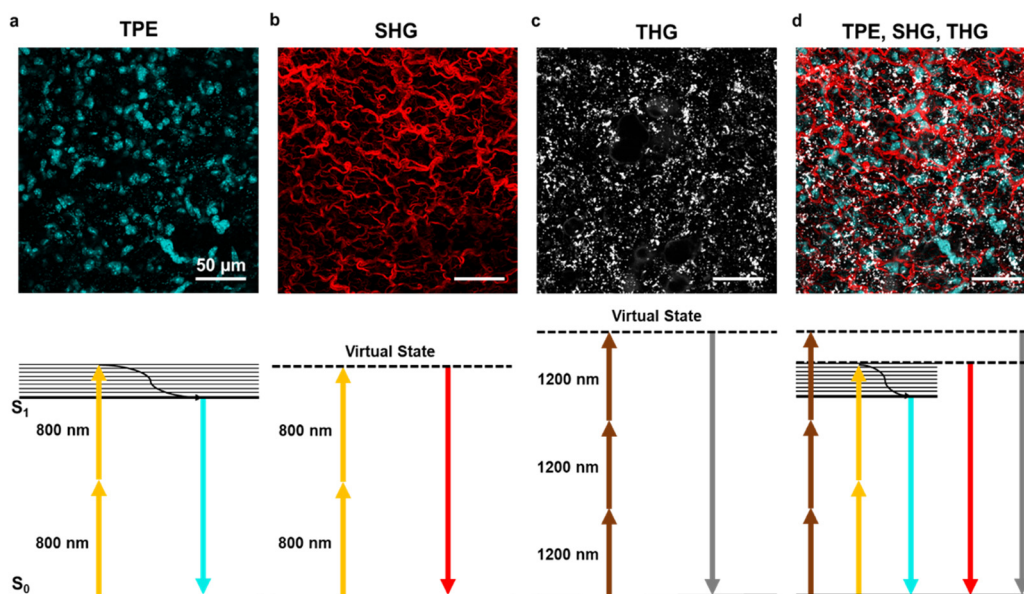 a
TPE
b
SHG
c
THG
d
TPE, SHG, THG
50 µm
Virtual State
Virtual State
S1
800 nm
800 nm
S0
800 nm
800 nm
1200 nm
1200 nm
1200 nm